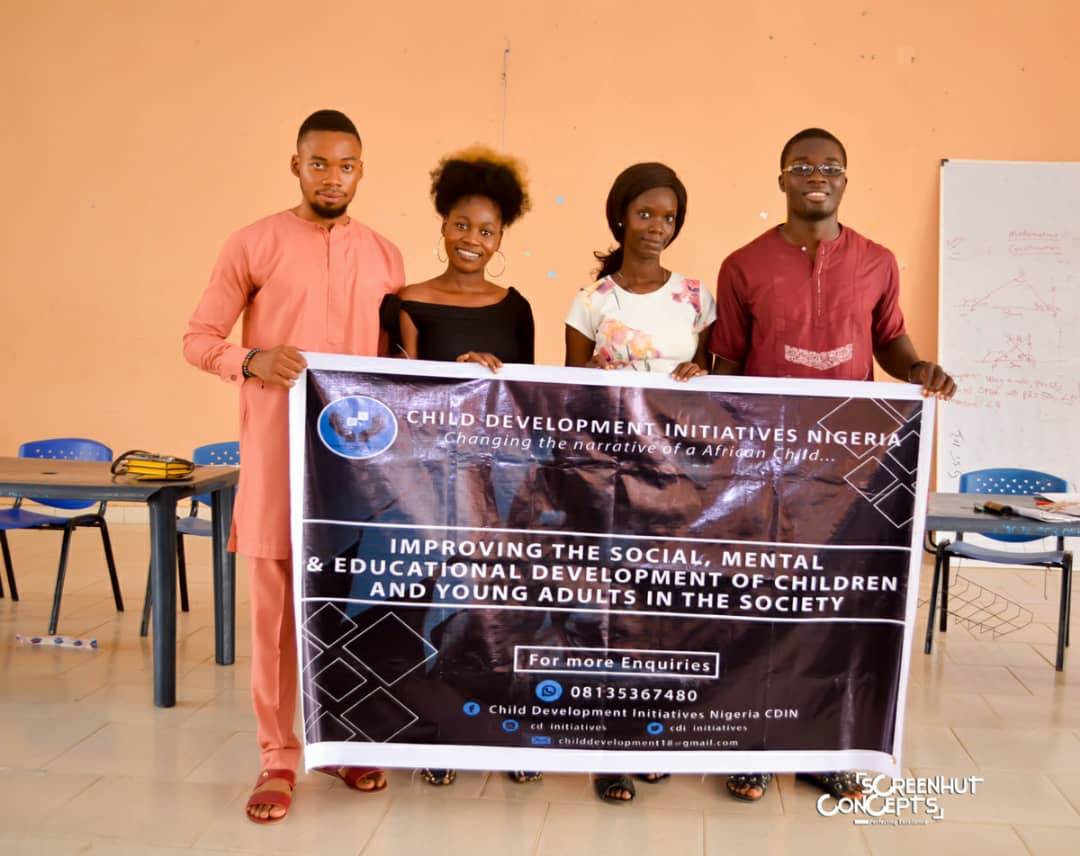 CHILD DEVELOPMENT INITIATIVES NIGERIA
Changing the narrative of a African Child...
IMPROVING THE SOCIAL, MENTAL
& EDUCATIONAL DEVELOPMENT OF CHILDREN
AND YOUNG ADULTS IN THE SOCIETY
For more Enquiries
08135367480
Child Development Initiatives Nigeria CDIN
cd_initiatives
cdi_initiatives
childdevelopment18@gmail.com
SCREENHUT
CONCEPTS